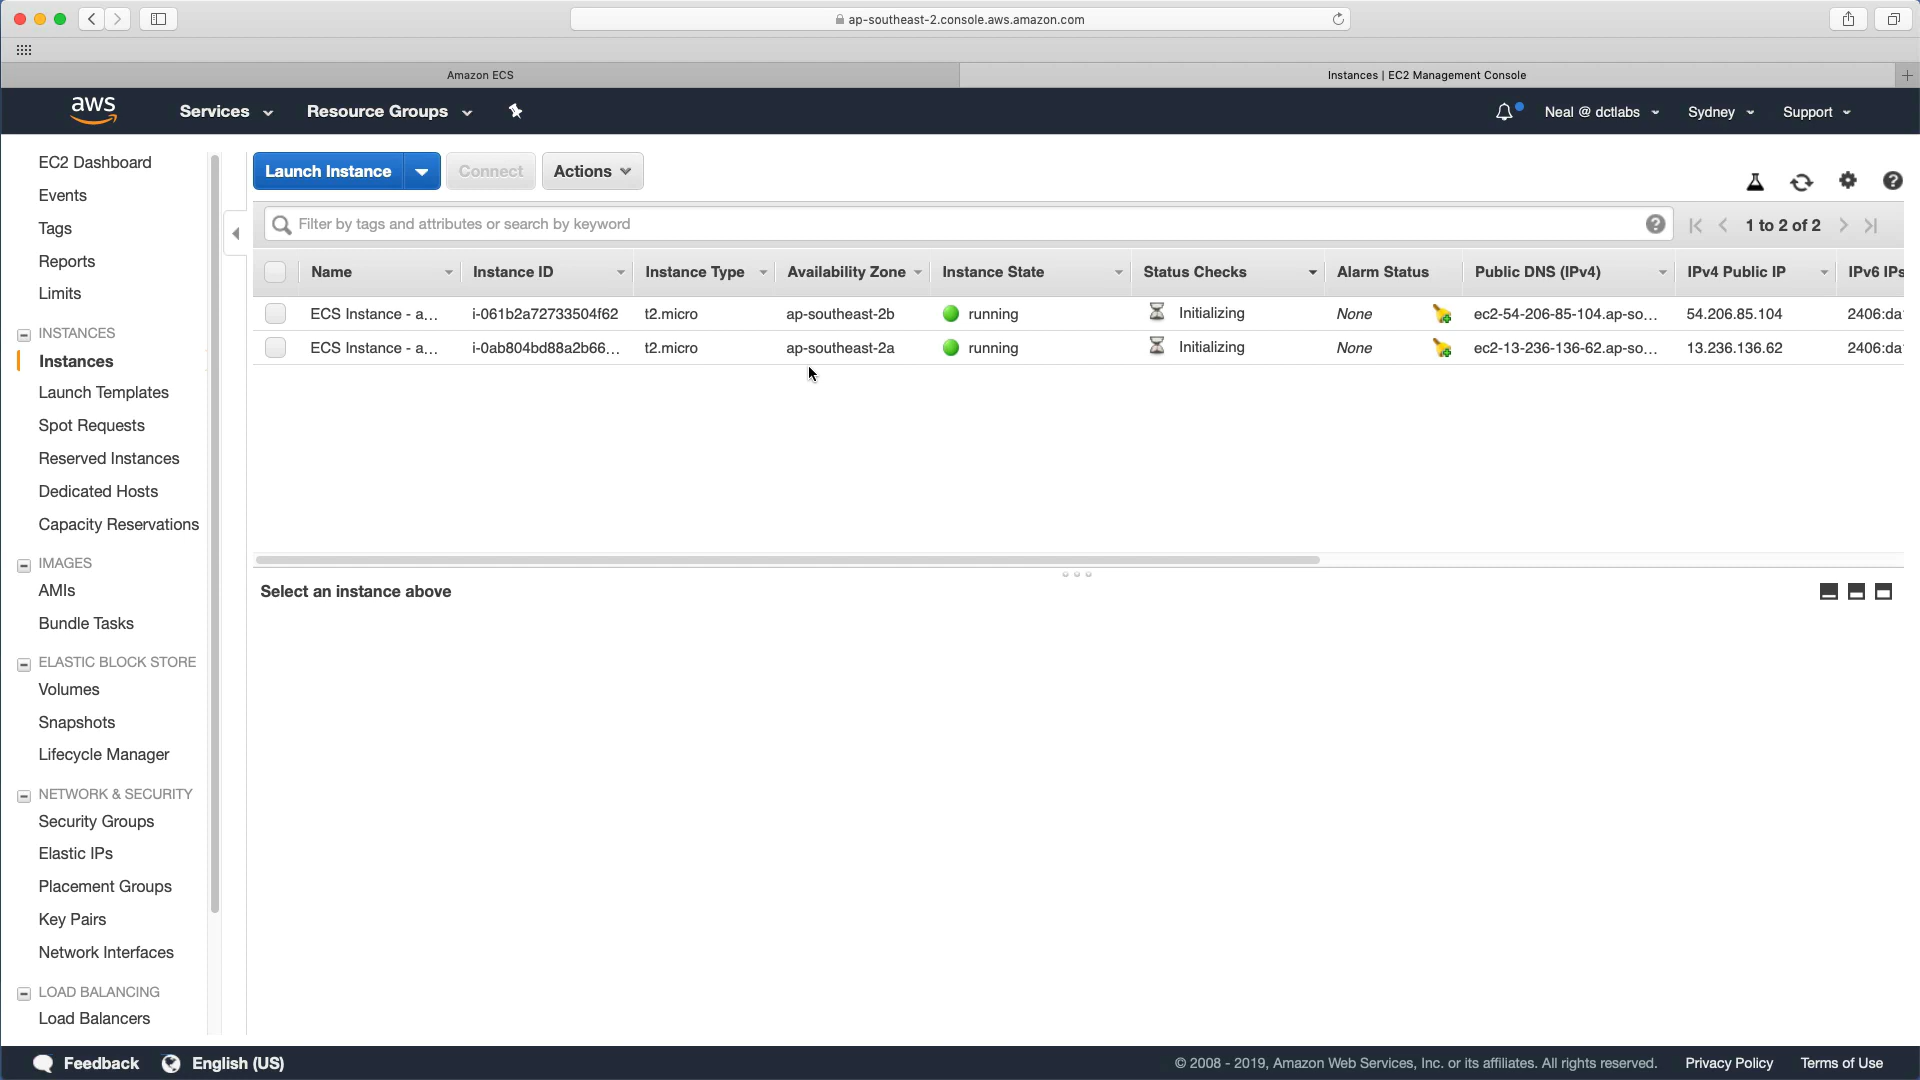 ap-southeast-2.console.aws.amazon.com
Amazon ECS
Instances | EC2 Management Console
aws
Services
Resource Groups
Neal @ dctlabs
Sydney
Support
EC2 Dashboard
Events
Tags
Reports
Limits
INSTANCES
Instances
Launch Templates
Spot Requests
Reserved Instances
Dedicated Hosts
Capacity Reservations
IMAGES
AMIs
Bundle Tasks
ELASTIC BLOCK STORE
Volumes
Snapshots
Lifecycle Manager
NETWORK & SECURITY
Security Groups
Elastic IPs
Placement Groups
Key Pairs
Network Interfaces
LOAD BALANCING
Load Balancers
Launch Instance
Connect
Actions
Filter by tags and attributes or search by keyword
1 to 2 of 2
Name Instance ID Instance Type Availability Zone Instance State Status Checks Alarm Status Public DNS (IPv4) IPv4 Public IP IPv6 IPs
ECS Instance - a... i-061b2a72733504f62 t2.micro ap-southeast-2b running Initializing None ec2-54-206-85-104.ap-so... 54.206.85.104 2406:da
ECS Instance - a... i-0ab804bd88a2b66... t2.micro ap-southeast-2a running Initializing None ec2-13-236-136-62.ap-so... 13.236.136.62 2406:da
Select an instance above
Feedback
English (US)
© 2008 - 2019, Amazon Web Services, Inc. or its affiliates. All rights reserved.
Privacy Policy
Terms of Use